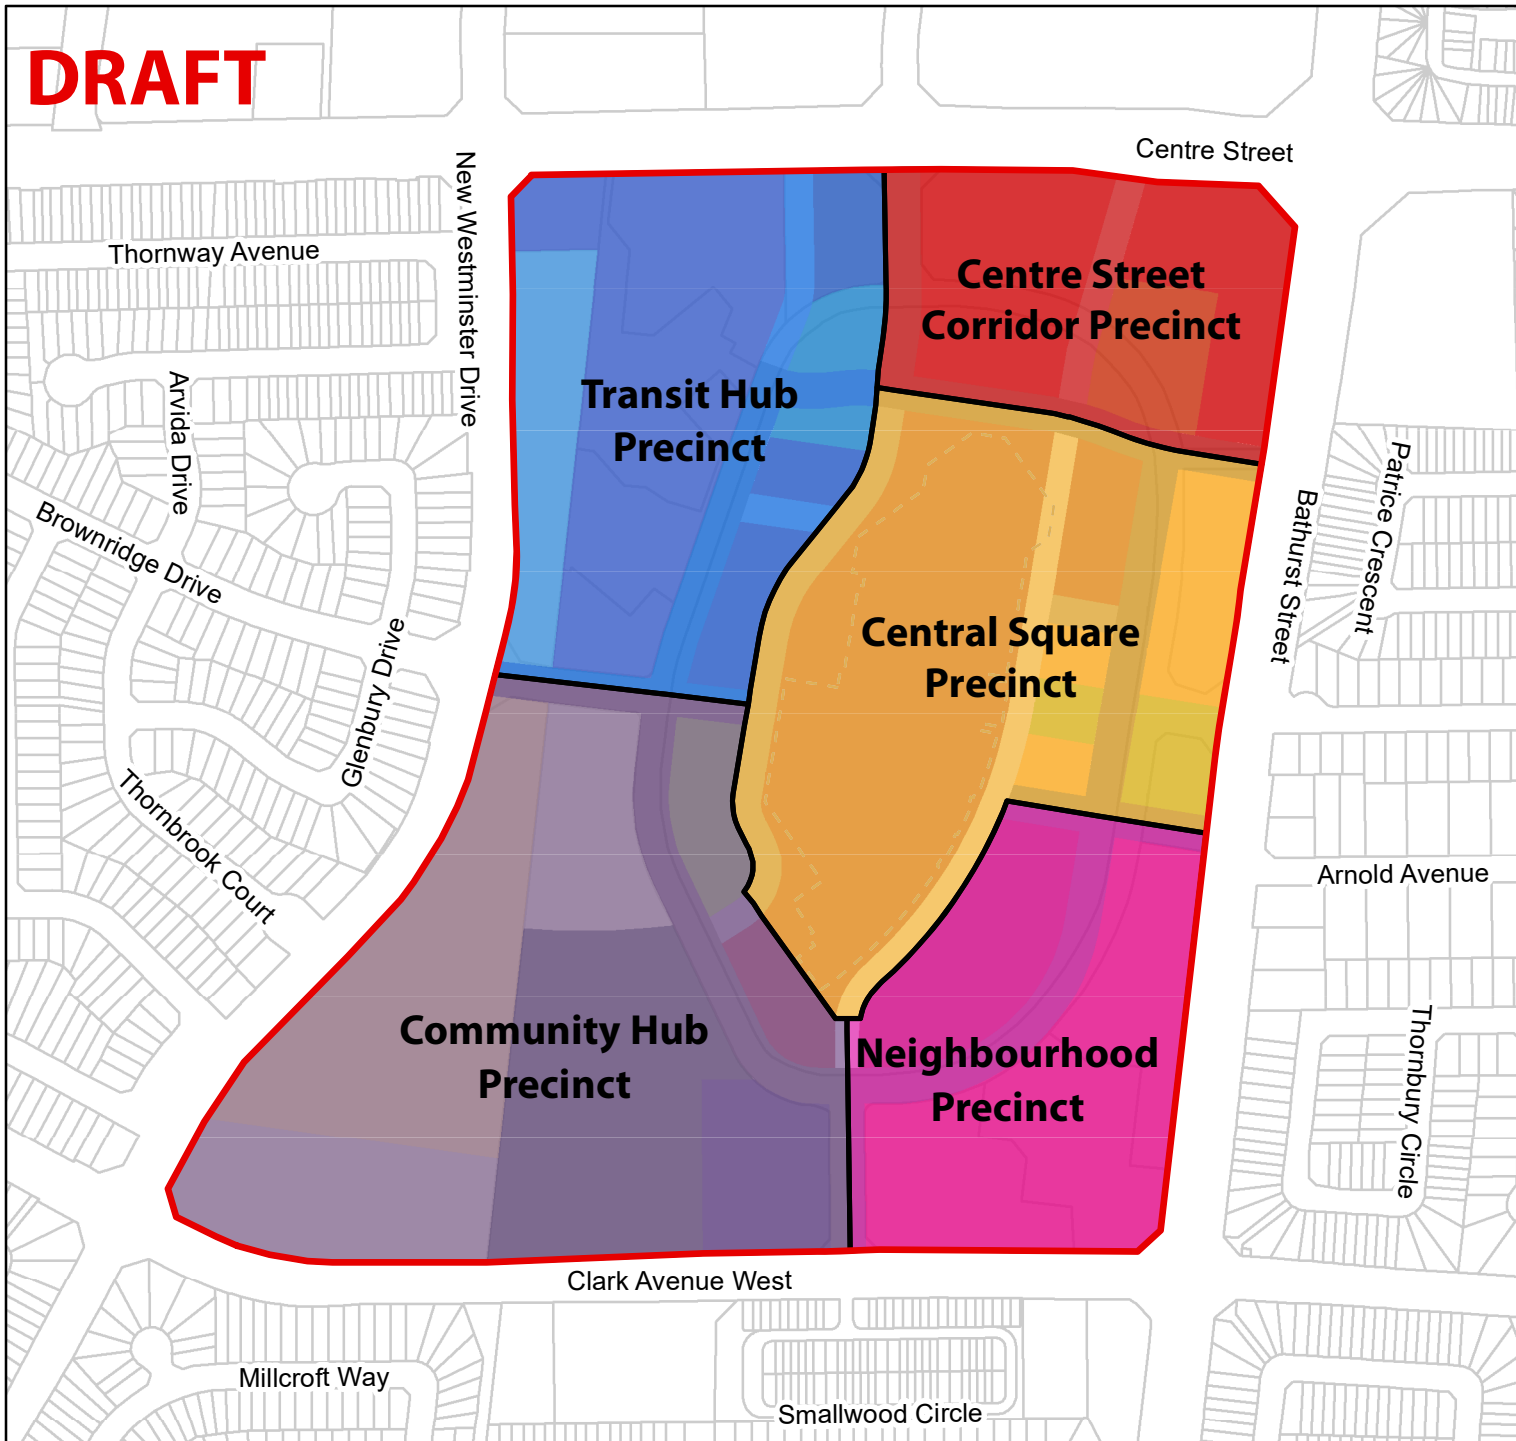 DRAFT
Centre Street
New Westminster Drive
Thornway Avenue
Centre Street
Corridor Precinct
Transit Hub
Precinct
Arvida Drive
Patrice Crescent
Bathurst Street
Brownridge Drive
Central Square
Precinct
Glenbury Drive
Thornbrook Court
Arnold Avenue
Community Hub
Precinct
Neighbourhood
Precinct
Thornbury Circle
Clark Avenue West
Millcroft Way
Smallwood Circle